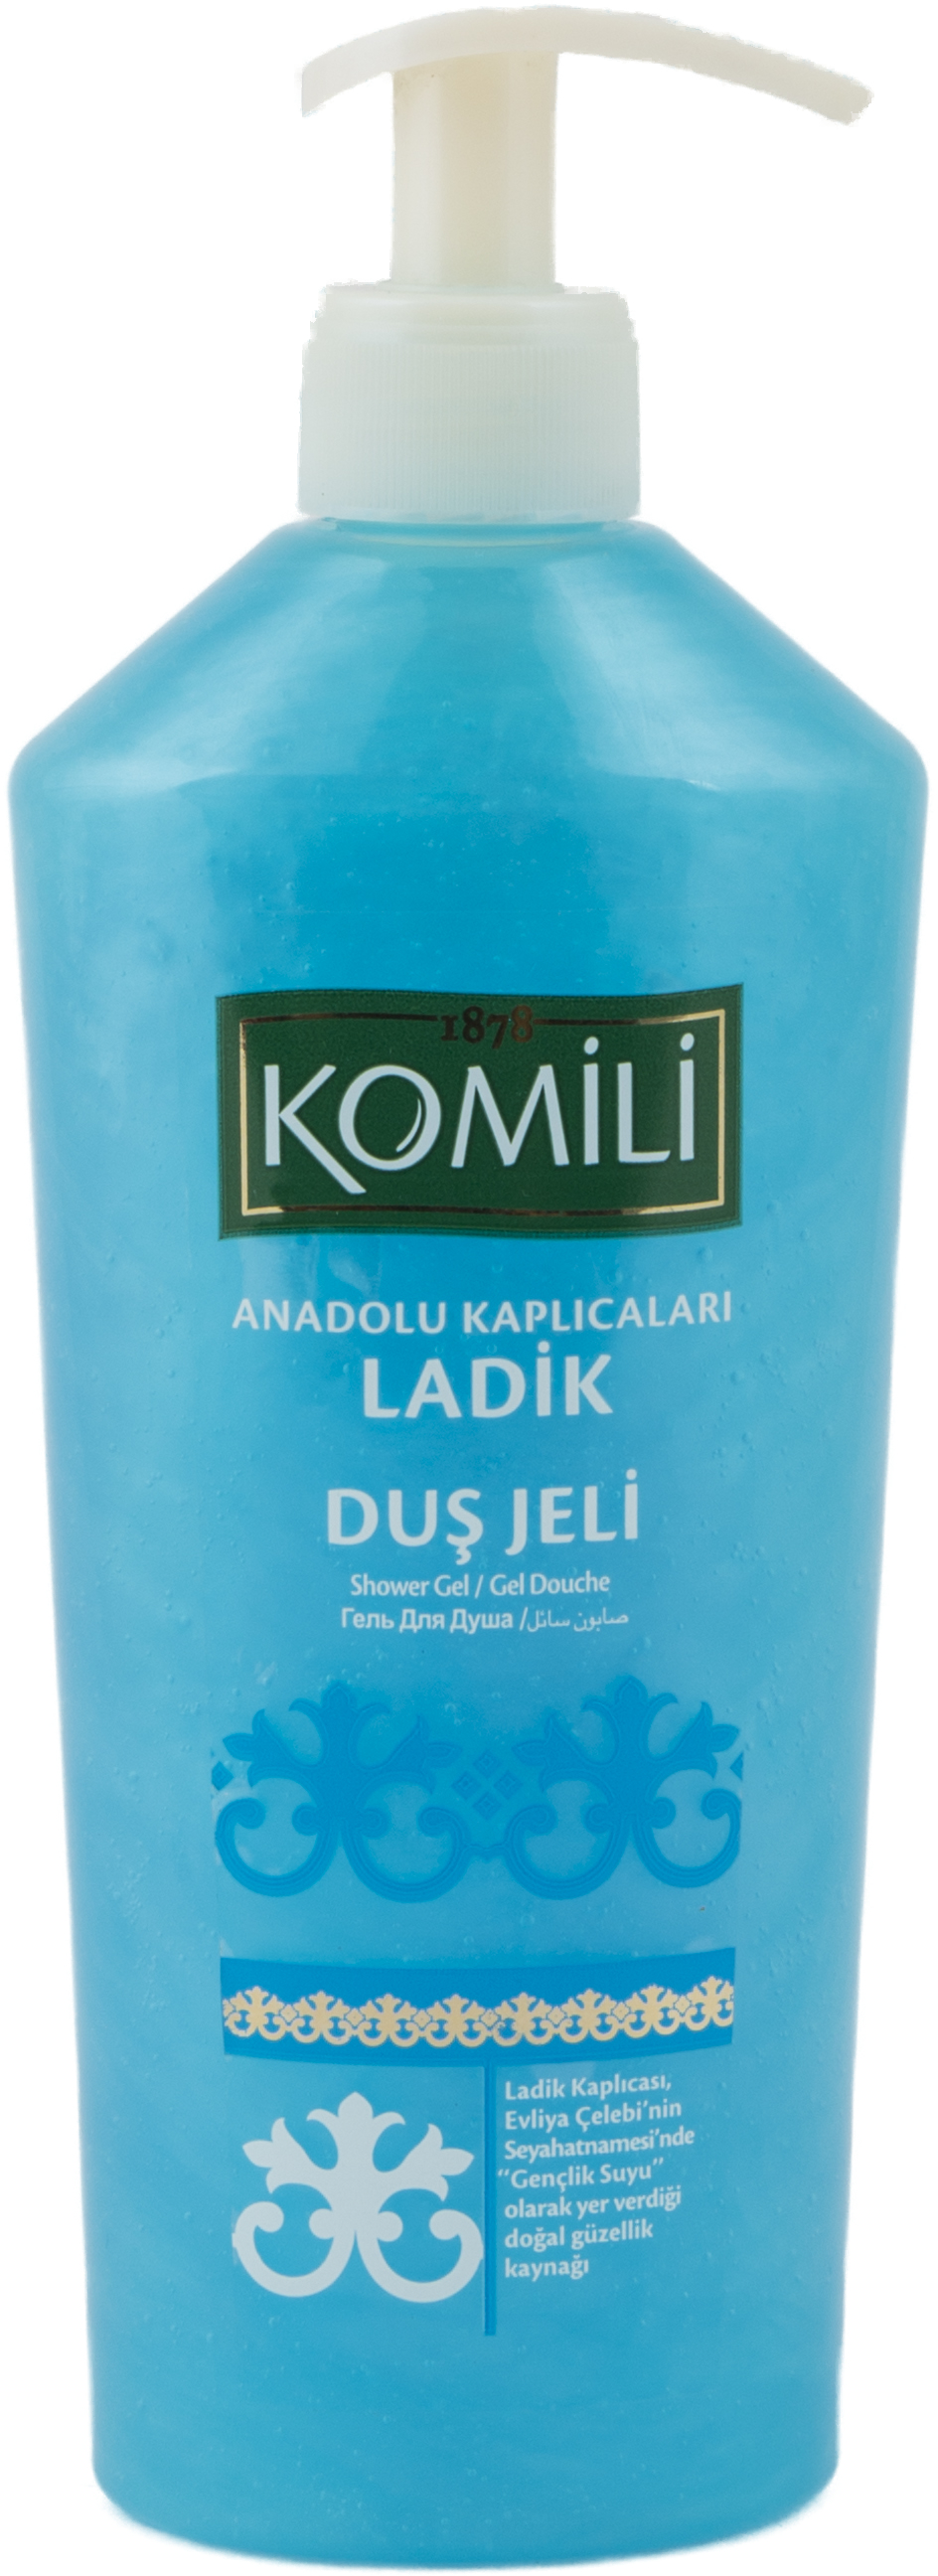 1878
KOMİLİ
ANADOLU KAPLICALARI
LADİK
DUŞ JELİ
Shower Gel / Gel Douche
Гель Для Душа / صابون سائل
Ladik Kaplıcası,
Evliya Çelebi'nin
Seyahatnamesi'nde
"Gençlik Suyu"
olarak yer verdiği
doğal güzellik
kaynağı